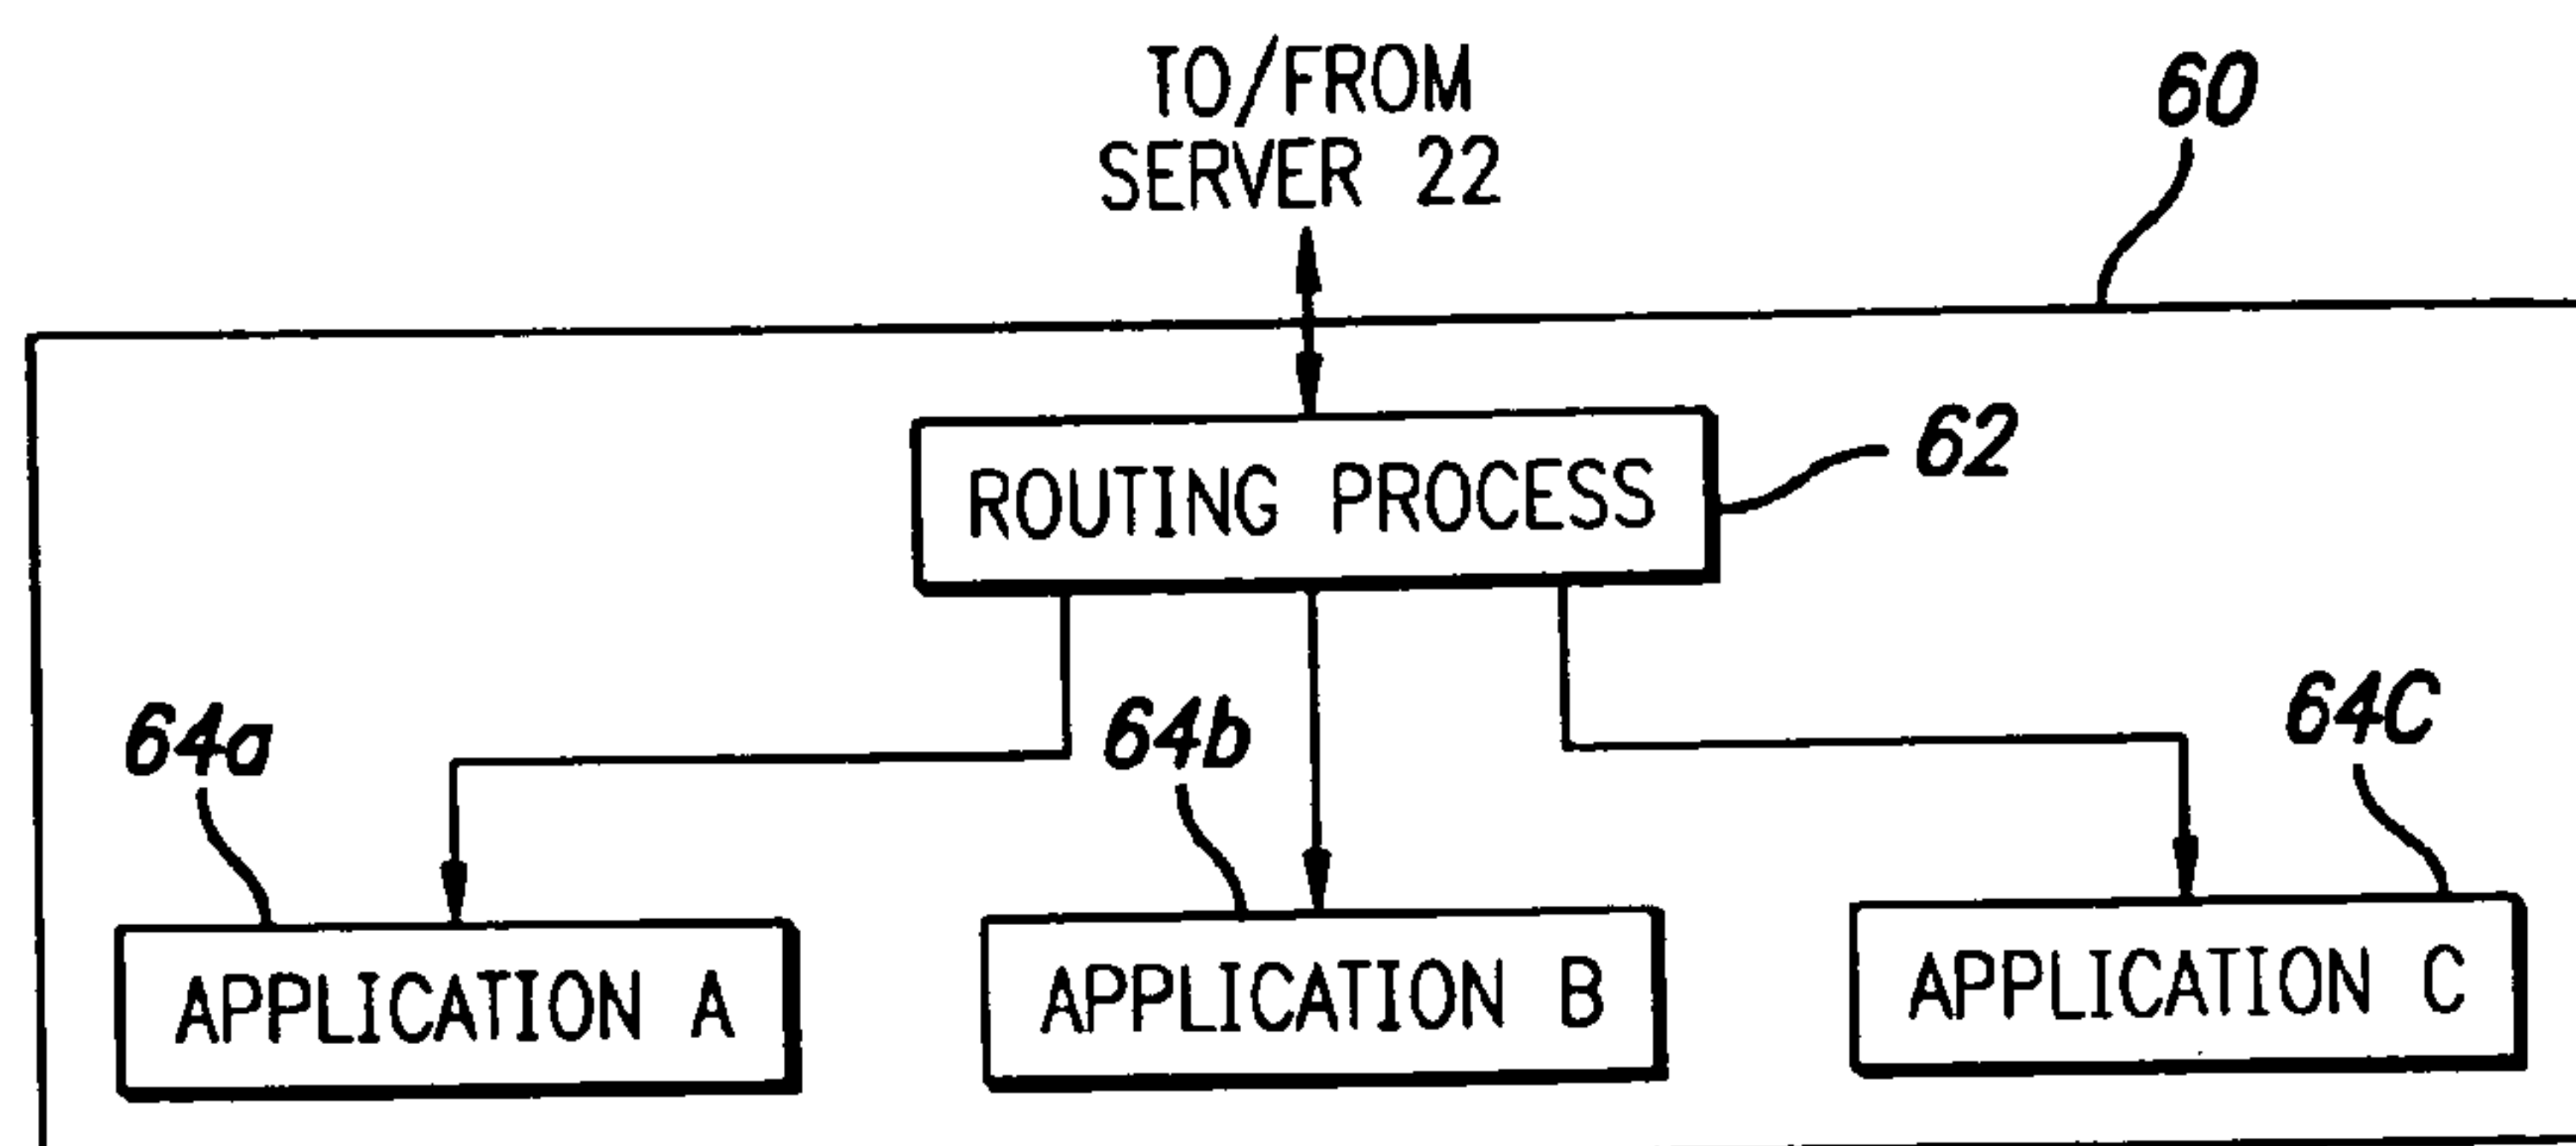 TO/FROM
SERVER 22
60
ROUTING PROCESS
62
64a
64b
64C
APPLICATION A
APPLICATION B
APPLICATION C